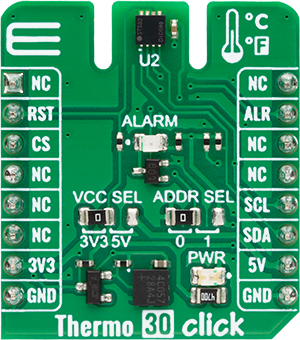 °C
°F
U2
NC
RST
CS
NC
NC
NC
3V3
GND
ALARM
VCC SEL
3V3 5V
ADDR SEL
0 1
PWR
NC
ALR
NC
NC
SCL
SDA
5V
GND
Thermo 30 click